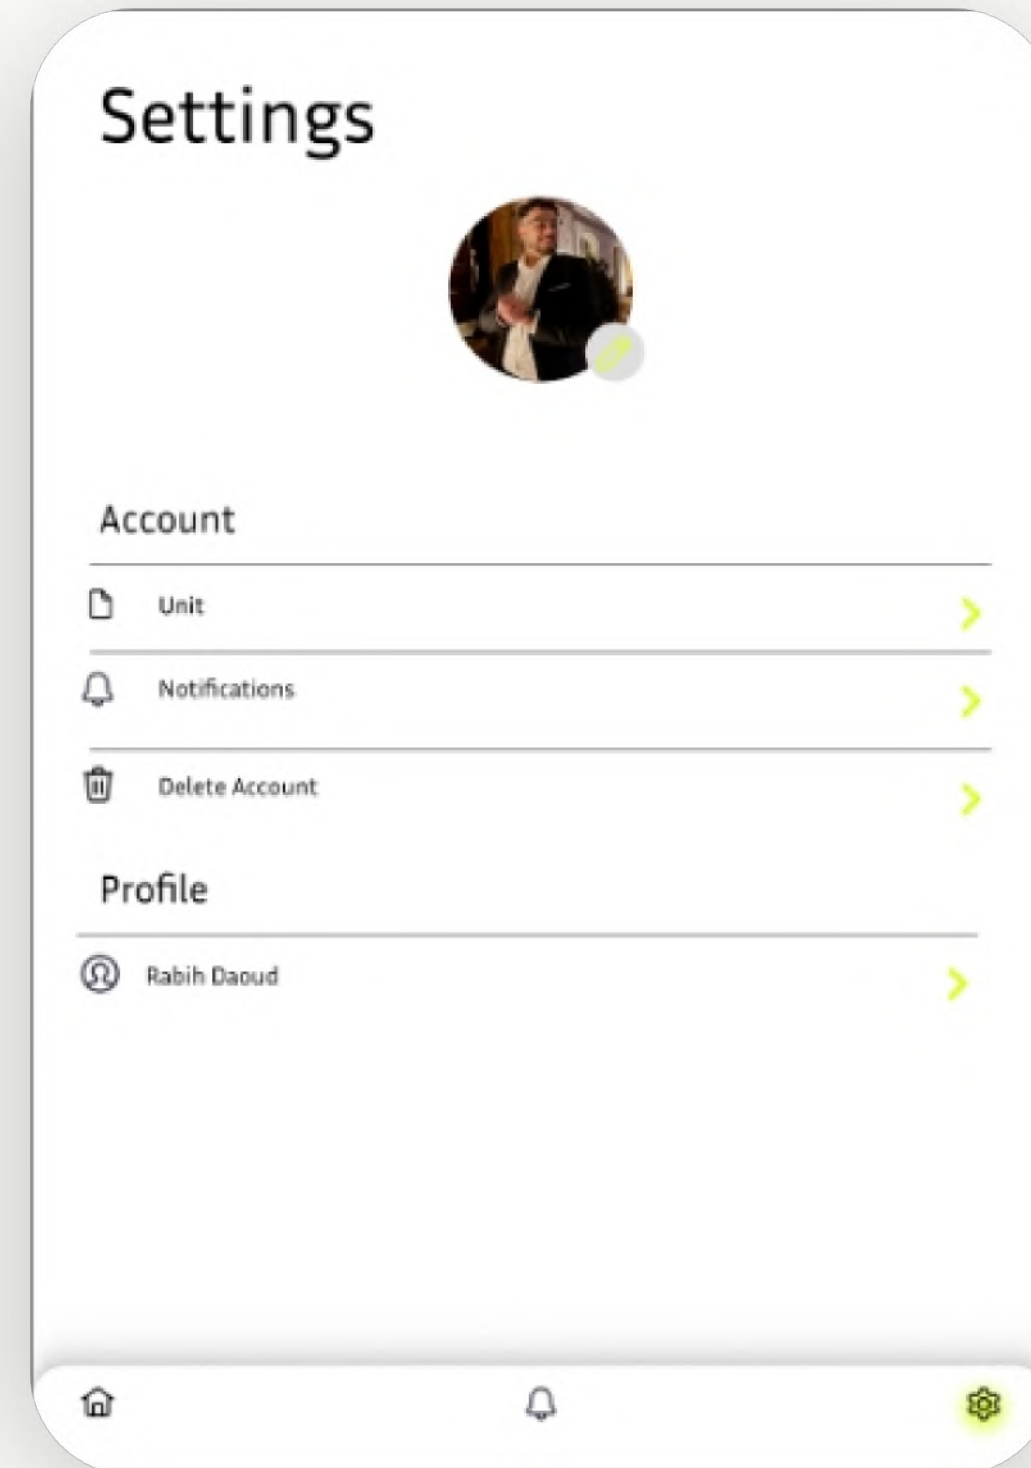 Settings
Account
Unit
Notifications
Delete Account
Profile
Rabih Daoud